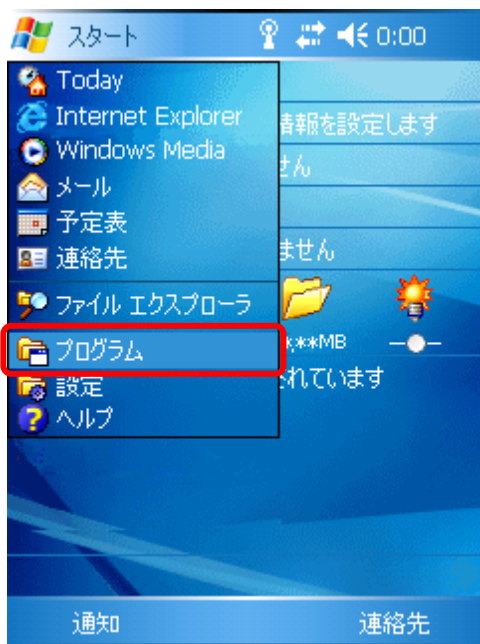 スタート 0:00
Today
Internet Explorer
情報を設定します
Windows Media
せん
メール
予定表
ません
連絡先
ファイル エクスプローラ
プログラム
**MB
されています
設定
ヘルプ
通知 連絡先